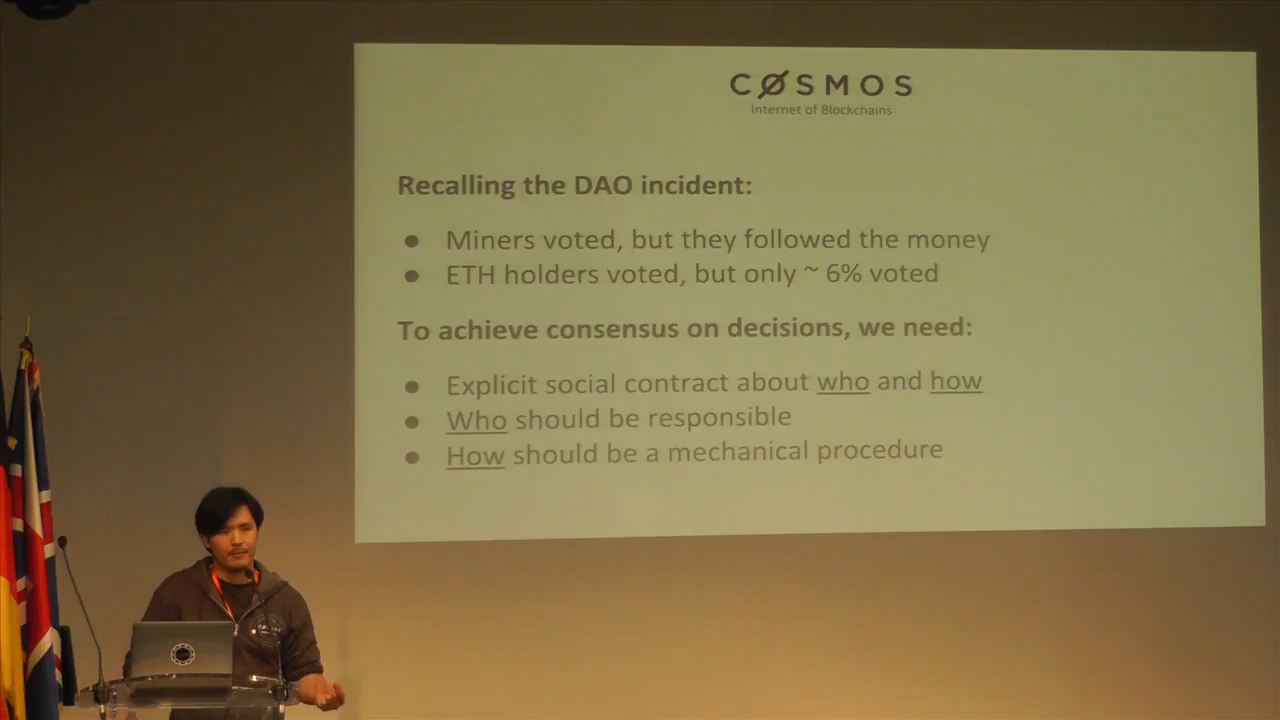 CØSMOS
Internet of Blockchains
Recalling the DAO incident:
● Miners voted, but they followed the money
● ETH holders voted, but only ~ 6% voted
To achieve consensus on decisions, we need:
● Explicit social contract about who and how
● Who should be responsible
● How should be a mechanical procedure